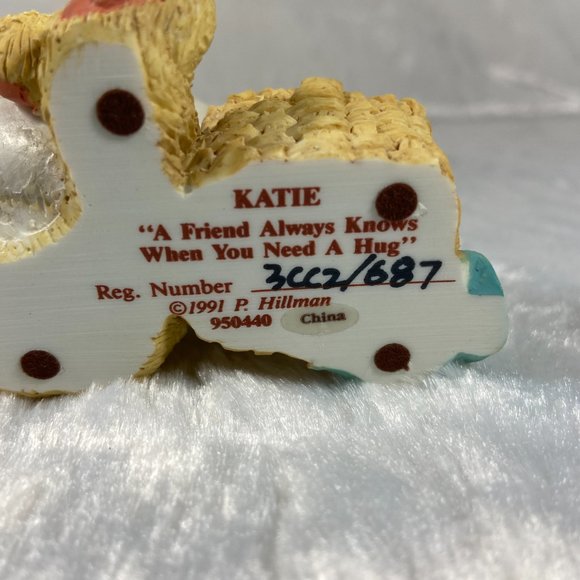 KATIE
“A Friend Always Knows
When You Need A Hug”
Reg. Number 3CC2/687
©1991 P. Hillman
950440 China